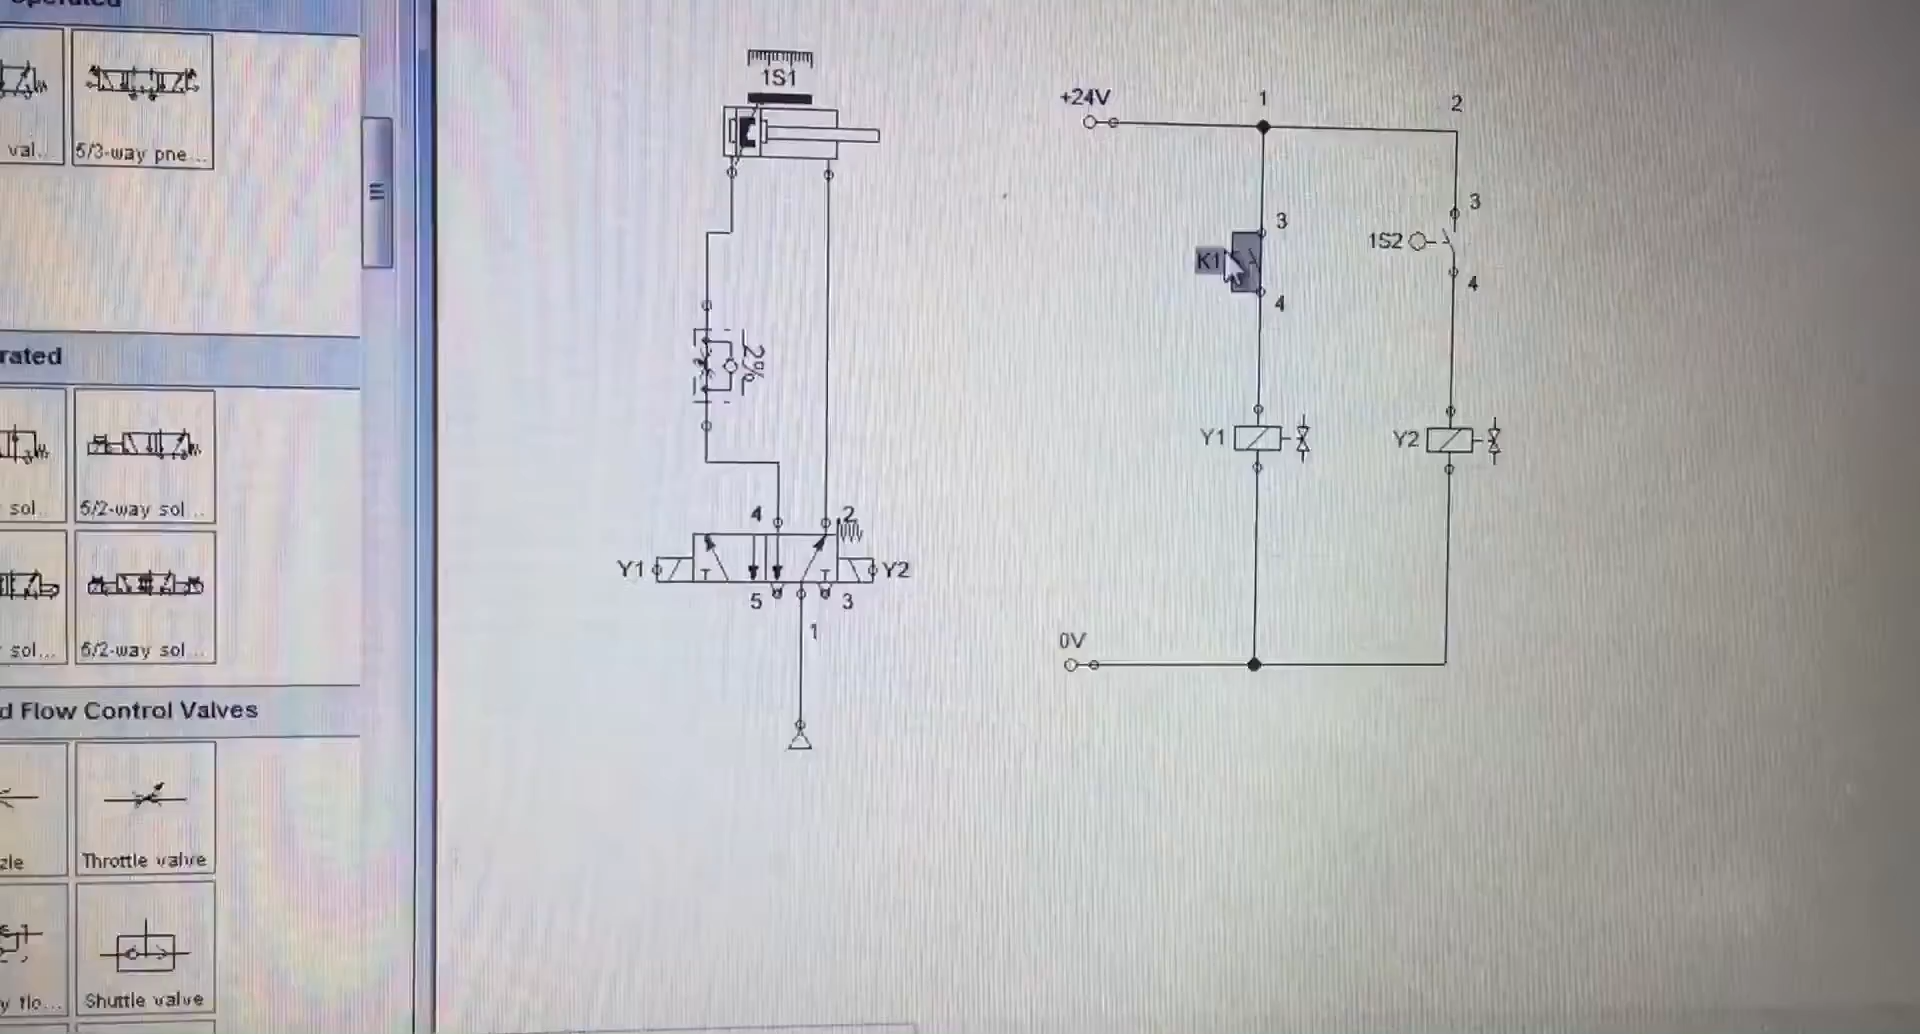 Operated
val...
5/3-way pne...
rated
sol..
5/2-way sol...
sol...
5/2-way sol...
d Flow Control Valves
zle
Throttle valve
y flo...
Shuttle valve
1S1
2%
4
2
Y1
Y2
5
3
1
+24V
1
2
3
3
K1
1S2
4
4
Y1
Y2
0V